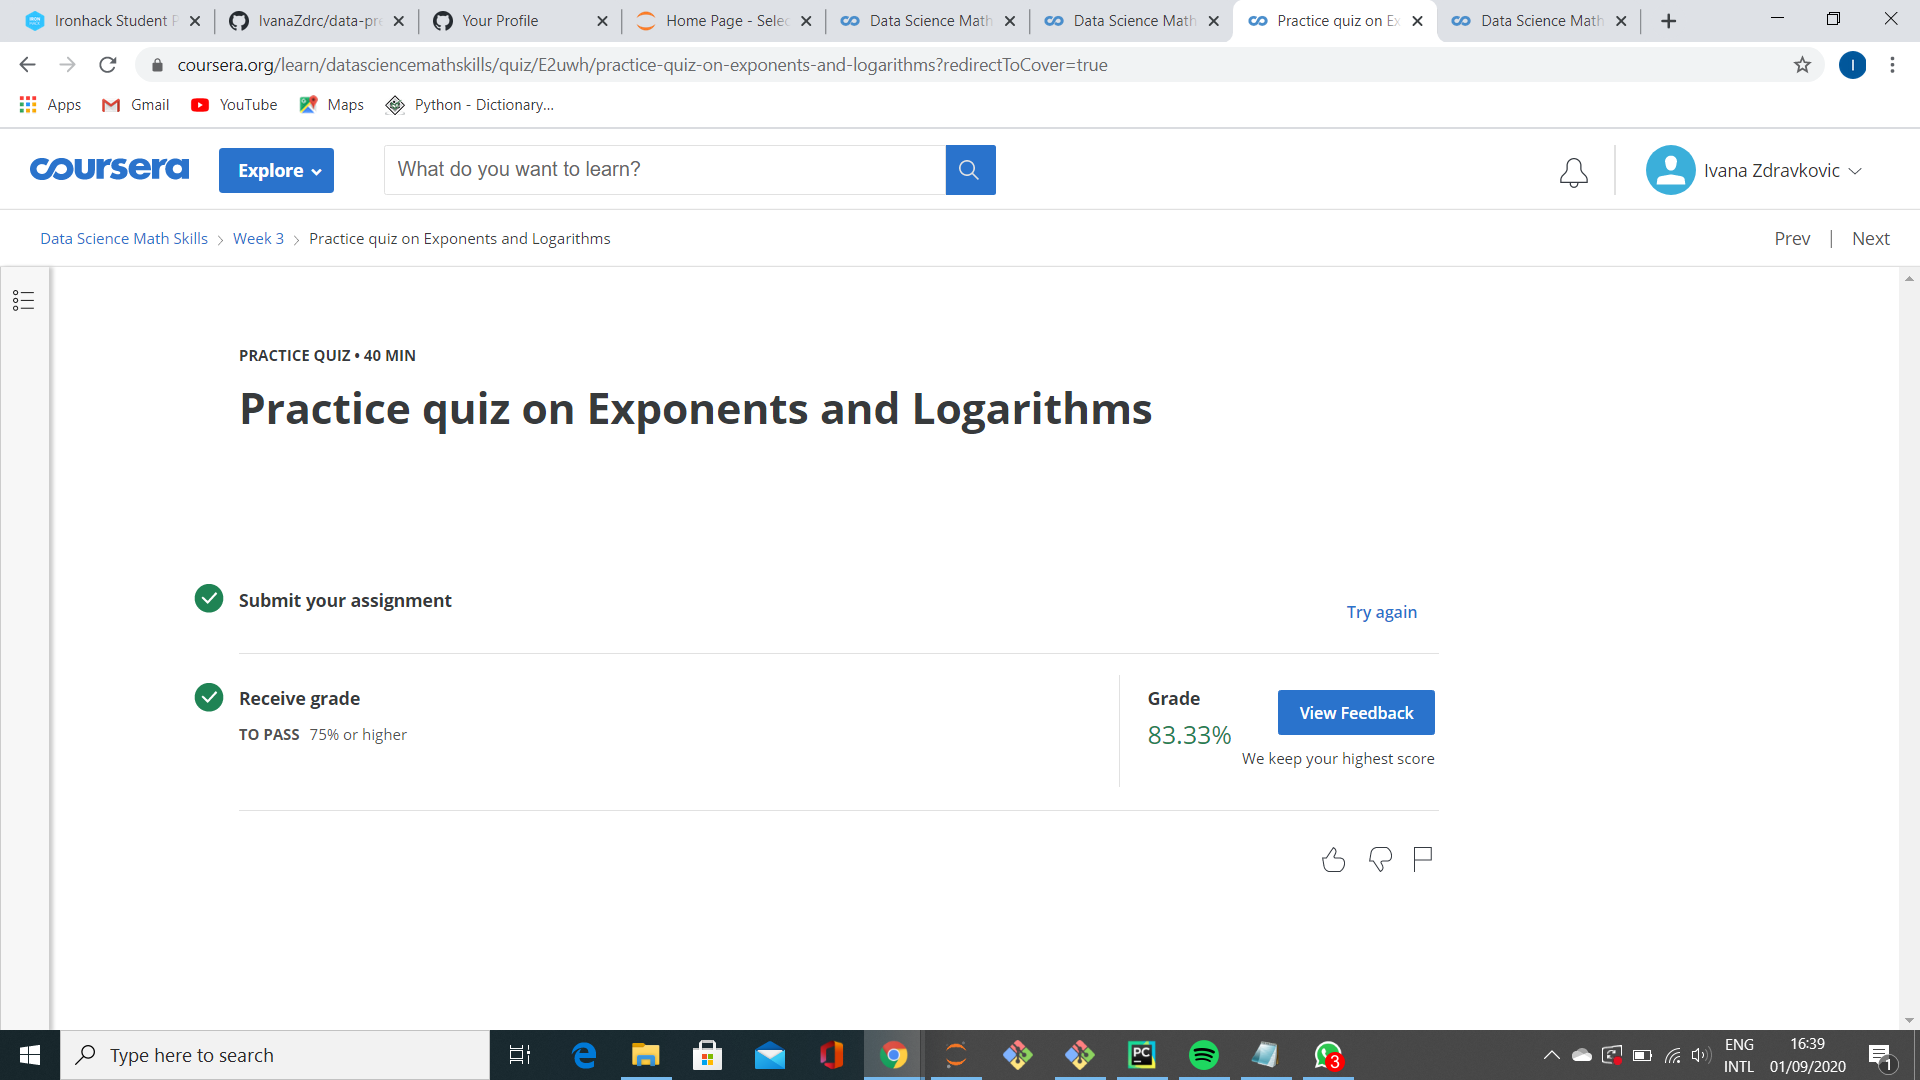 Ironhack Student P
IvanaZdrc/data-pre
Your Profile
Home Page - Selec
Data Science Math
Data Science Math
Practice quiz on Ex
Data Science Math
coursera.org/learn/datasciencemathskills/quiz/E2uwh/practice-quiz-on-exponents-and-logarithms?redirectToCover=true
I
Apps
Gmail
YouTube
Maps
Python - Dictionary...
coursera
Explore
What do you want to learn?
Ivana Zdravkovic
Data Science Math Skills
Week 3
Practice quiz on Exponents and Logarithms
Prev
Next
PRACTICE QUIZ • 40 MIN
Practice quiz on Exponents and Logarithms
Submit your assignment
Try again
Receive grade
TO PASS 75% or higher
Grade
83.33%
View Feedback
We keep your highest score
Type here to search
PC
3
ENG
INTL
16:39
01/09/2020
1